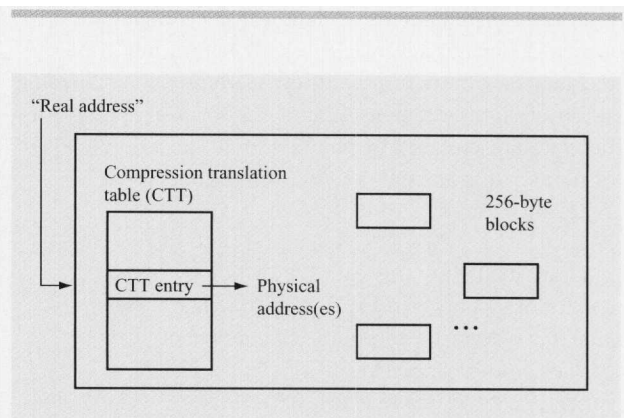 “Real address”
Compression translation
table (CTT)
256-byte
blocks
CTT entry
Physical
address(es)
...